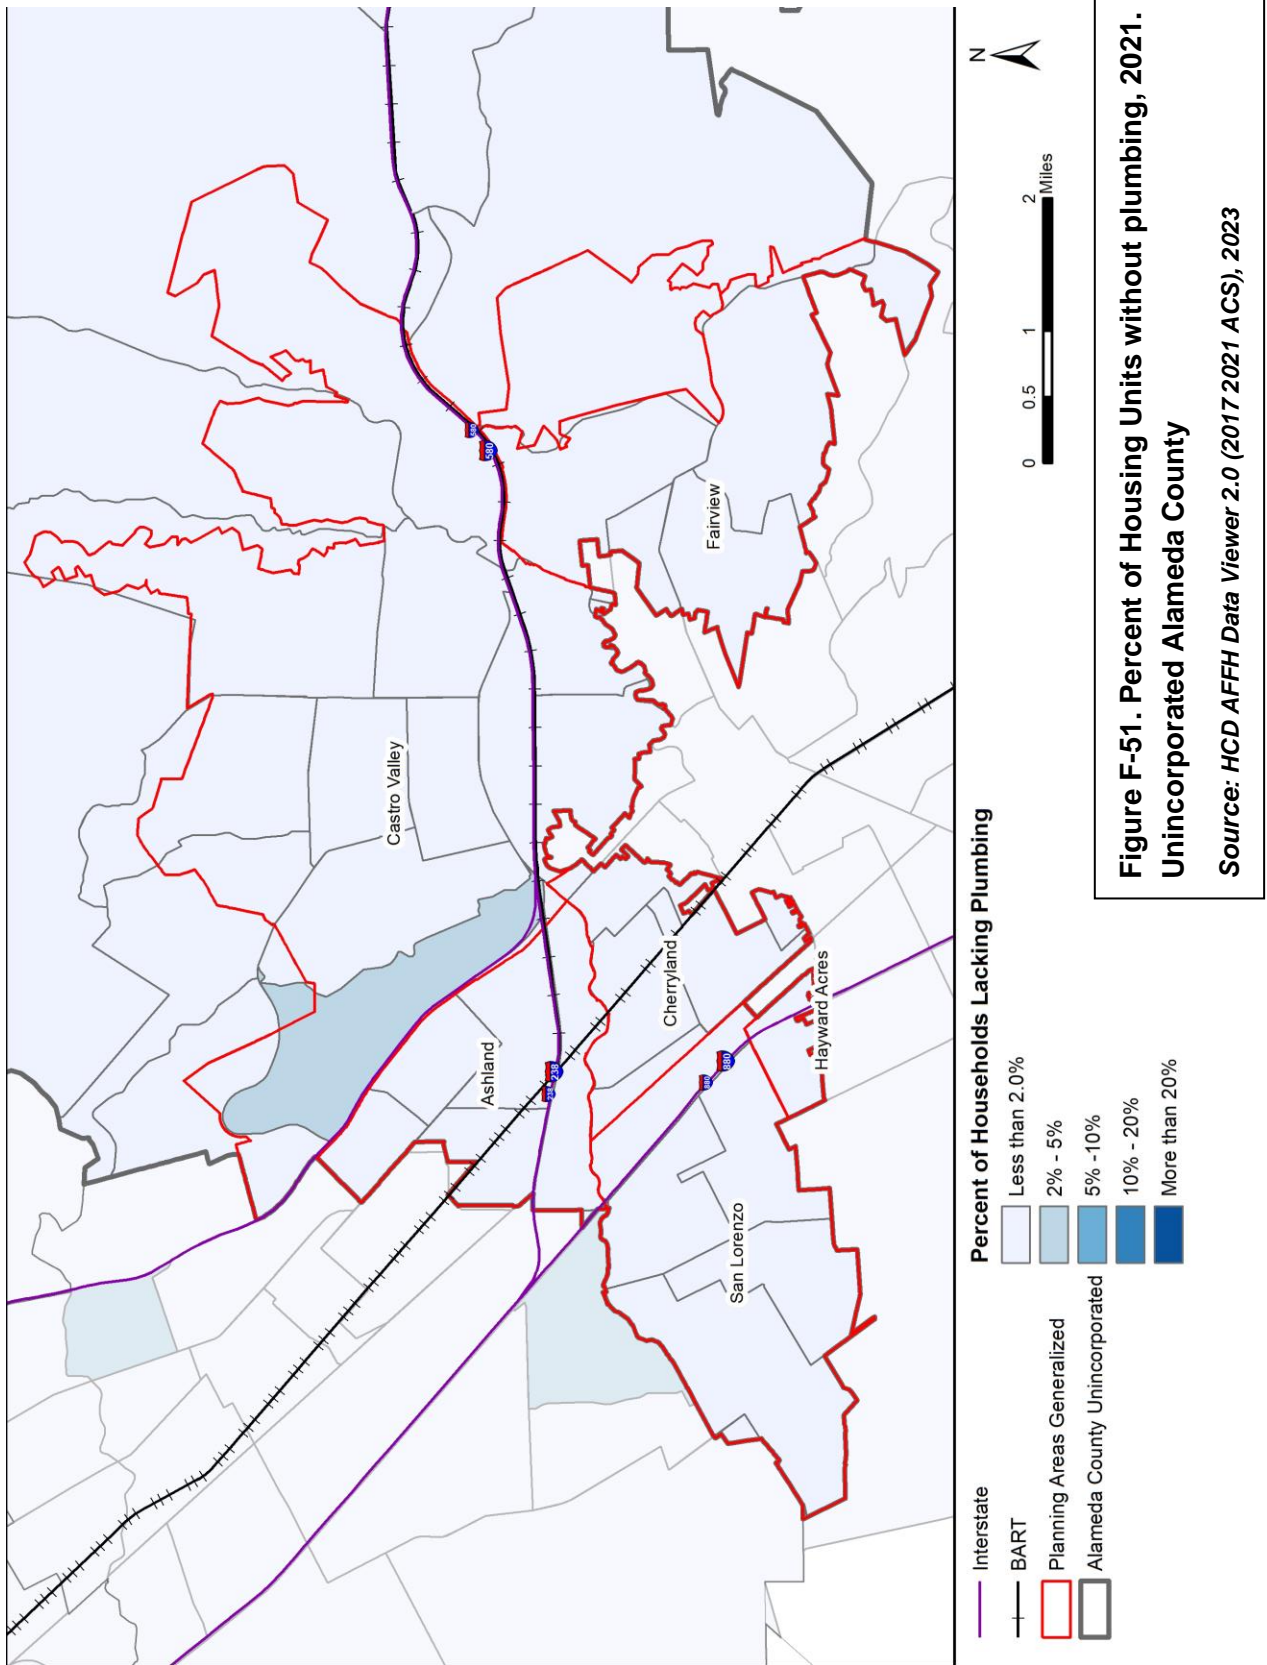 Castro Valley
Fairview
Ashland
Cherryland
Hayward Acres
San Lorenzo
580
580
238
238
880
880
N
0 0.5 1 2
Miles
Interstate
BART
Planning Areas Generalized
Alameda County Unincorporated
Percent of Households Lacking Plumbing
Less than 2.0%
2% - 5%
5% -10%
10% - 20%
More than 20%
Figure F-51. Percent of Housing Units without plumbing, 2021.
Unincorporated Alameda County
Source: HCD AFFH Data Viewer 2.0 (2017 2021 ACS), 2023